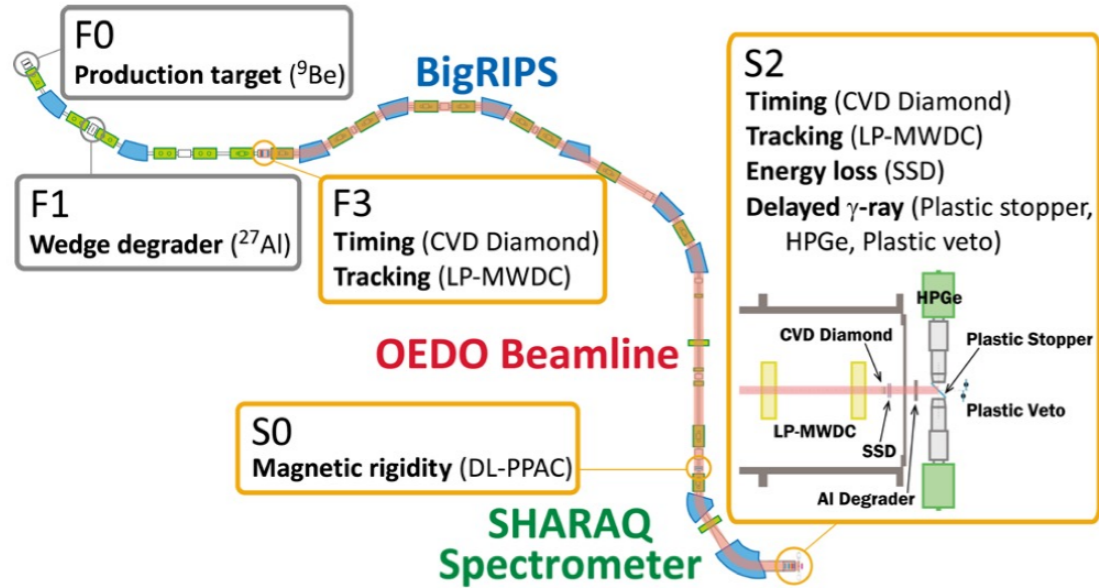 F0
Production target (⁹Be)
BigRIPS
F1
Wedge degrader (²⁷Al)
F3
Timing (CVD Diamond)
Tracking (LP-MWDC)
OEDO Beamline
S0
Magnetic rigidity (DL-PPAC)
SHARAQ
Spectrometer
S2
Timing (CVD Diamond)
Tracking (LP-MWDC)
Energy loss (SSD)
Delayed γ-ray (Plastic stopper,
HPGe, Plastic veto)
HPGe
CVD Diamond
Plastic Stopper
Plastic Veto
LP-MWDC
SSD
Al Degrader